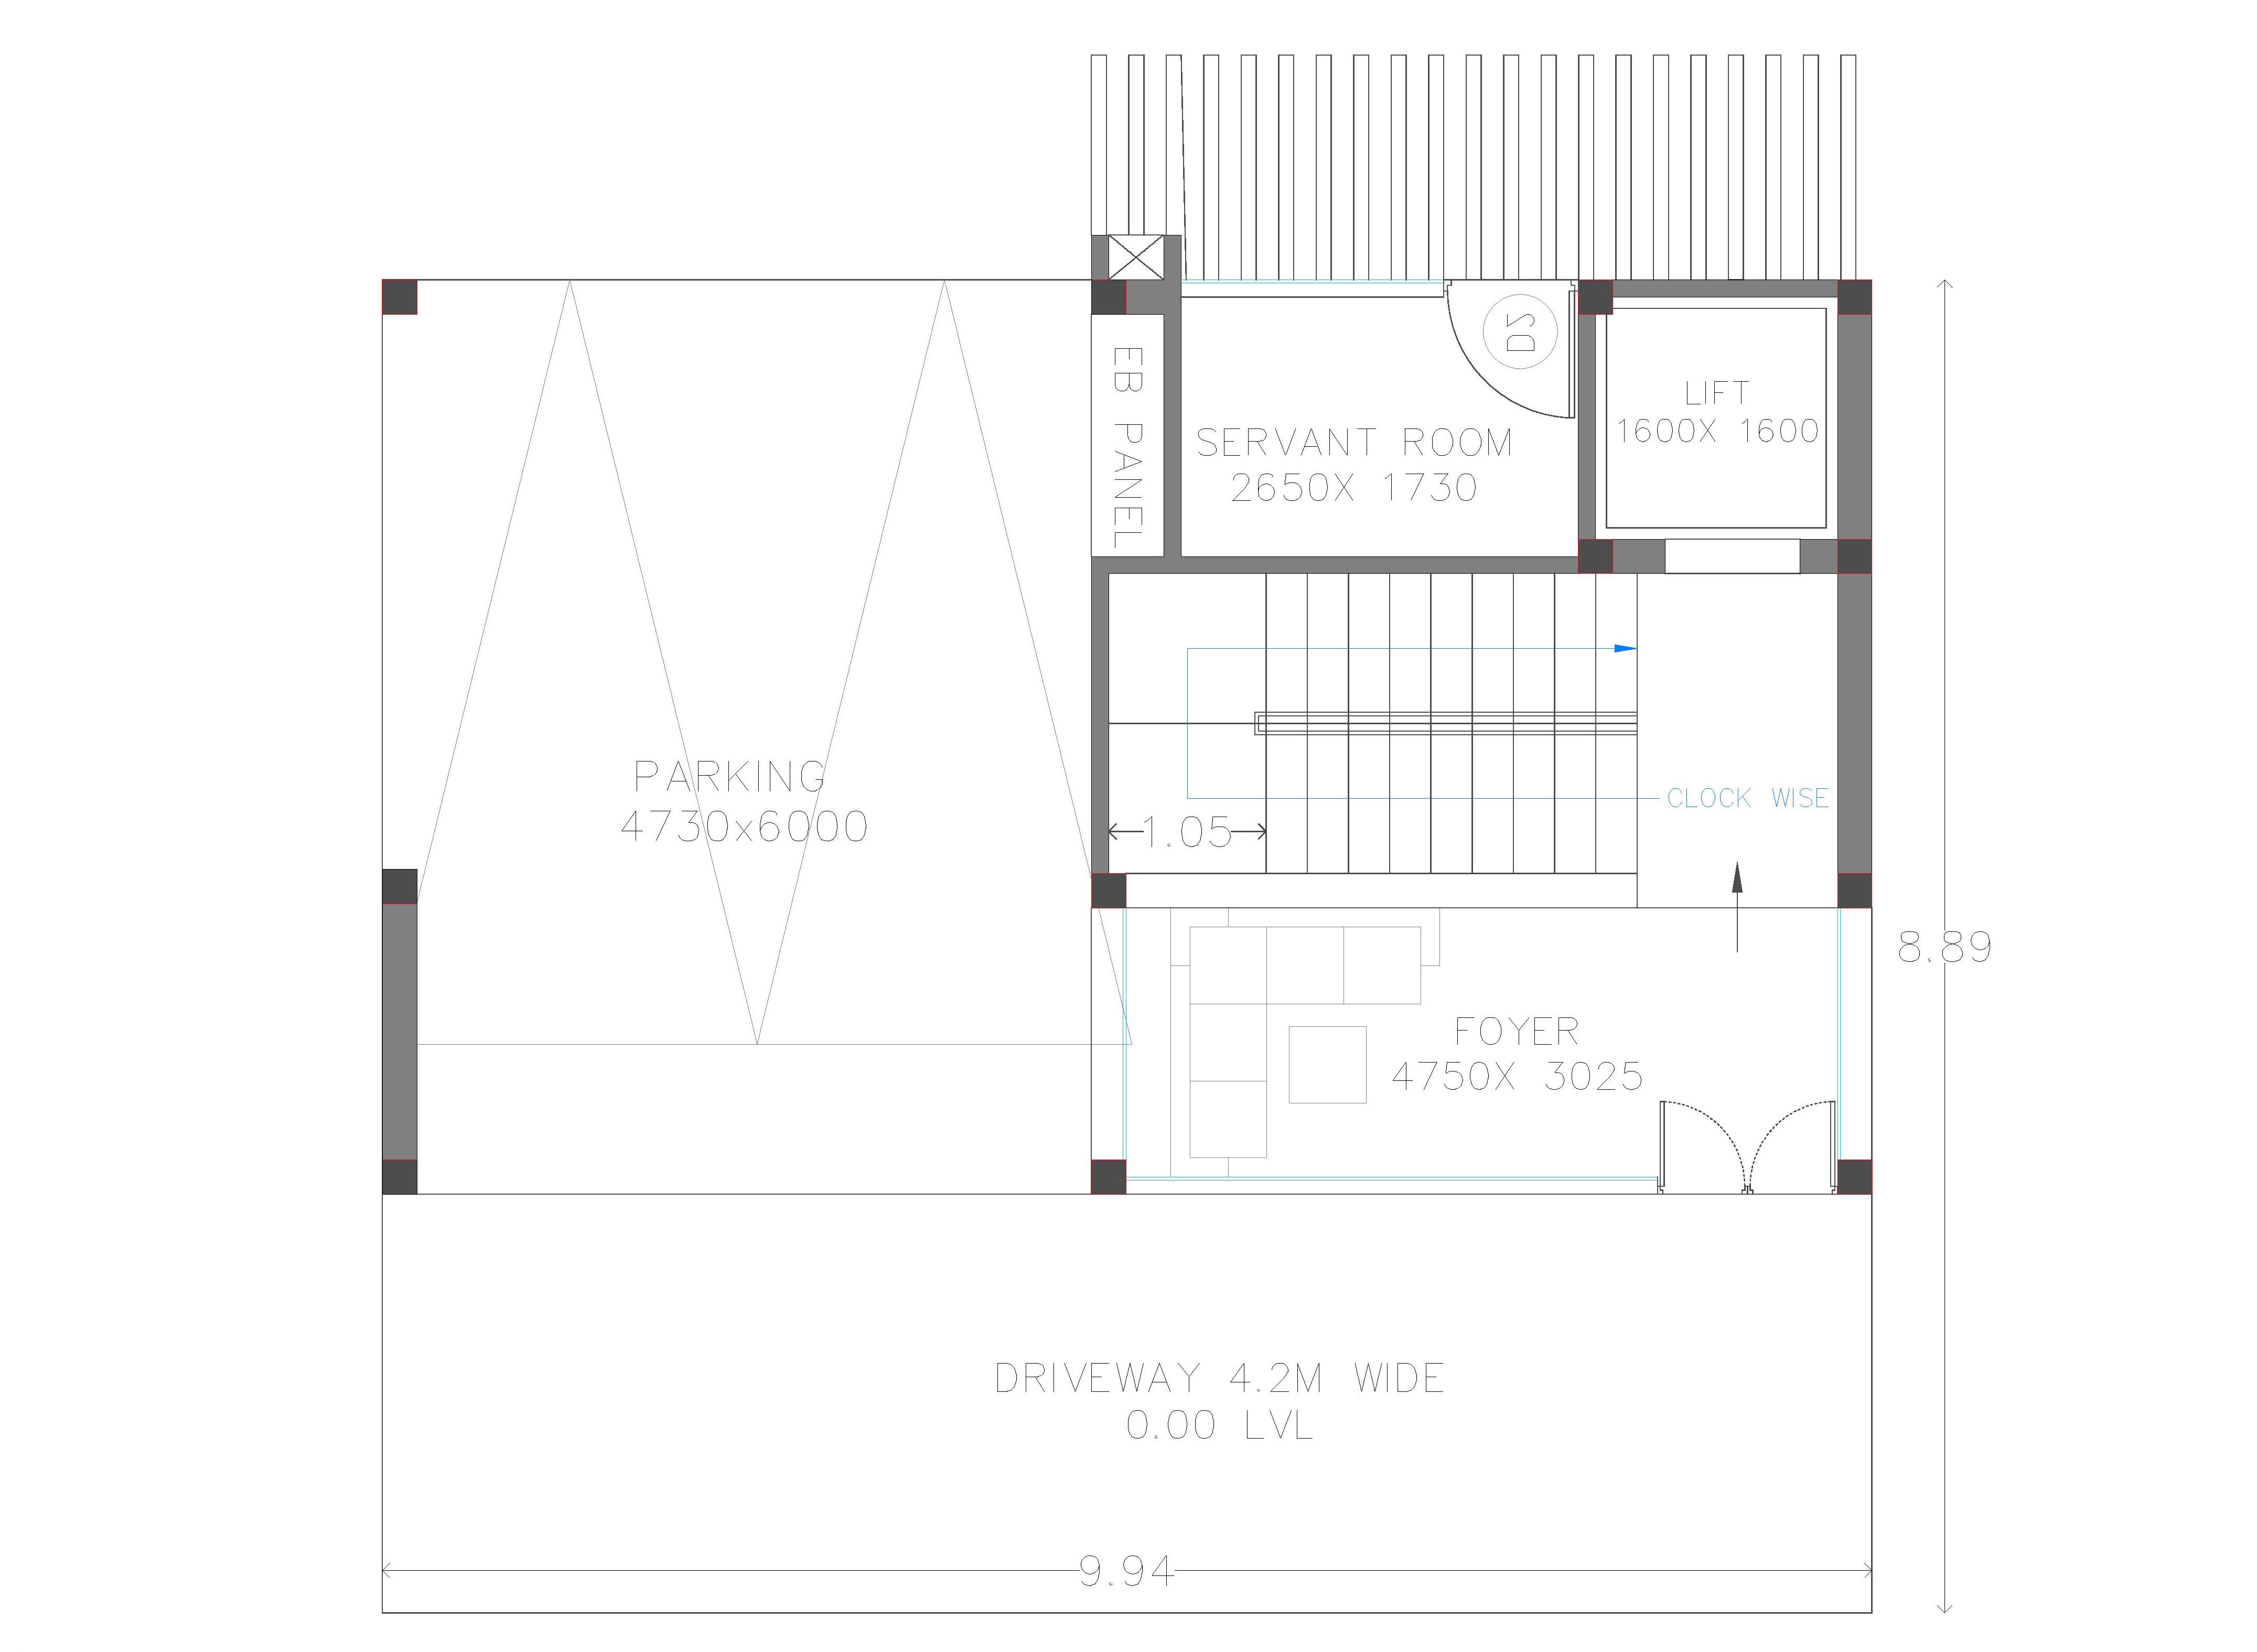 D3
LIFT
1600X 1600
EB PANEL
SERVANT ROOM
2650X 1730
PARKING
4730x6000
CLOCK WISE
1.05
8.89
FOYER
4750X 3025
DRIVEWAY 4.2M WIDE
0.00 LVL
9.94